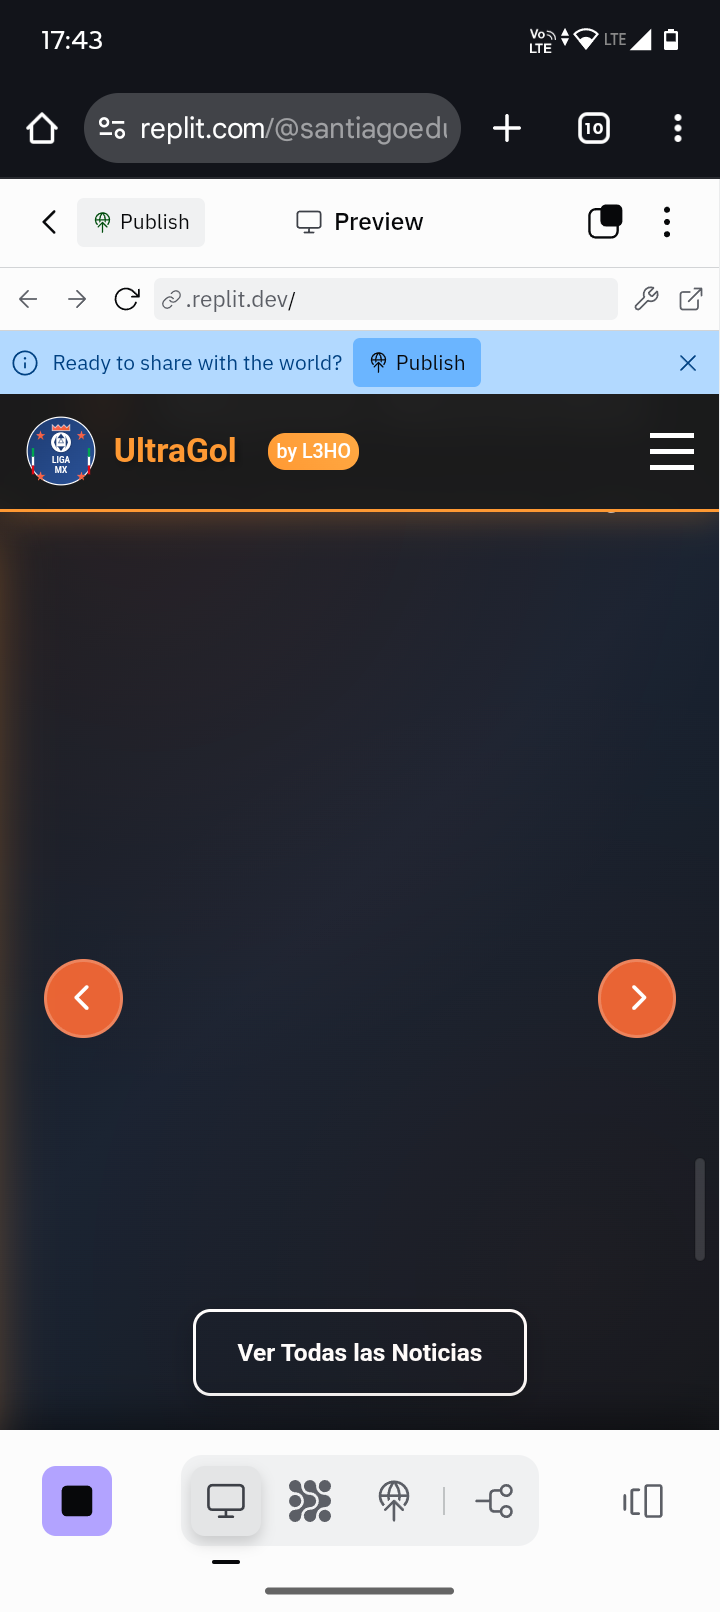 17:43
Vo
LTE
LTE
replit.com/@santiagoedu
10
Publish
Preview
.replit.dev/
Ready to share with the world?
Publish
LIGA
MX
UltraGol
by L3HO
Ver Todas las Noticias